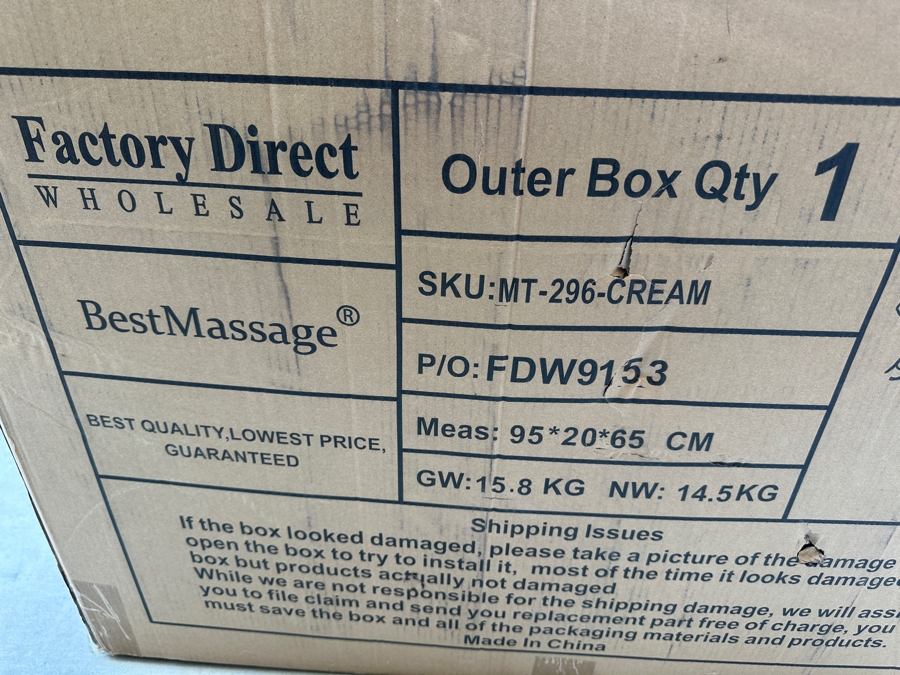 Factory Direct
WHOLESALE
BestMassage®
BEST QUALITY,LOWEST PRICE,
GUARANTEED
Outer Box Qty 1
SKU:MT-296-CREAM
P/O:FDW9153
Meas: 95*20*65 CM
GW:15.8 KG NW: 14.5KG
Shipping Issues
If the box looked damaged, please take a picture of the damage
open the box to try to install it, most of the time it looks damaged
box but products actually not damaged
While we are not responsible for the shipping damage, we will
you to file claim and send you replacement part free of charge, you
must save the box and all of the packaging materials and products.
Made In China